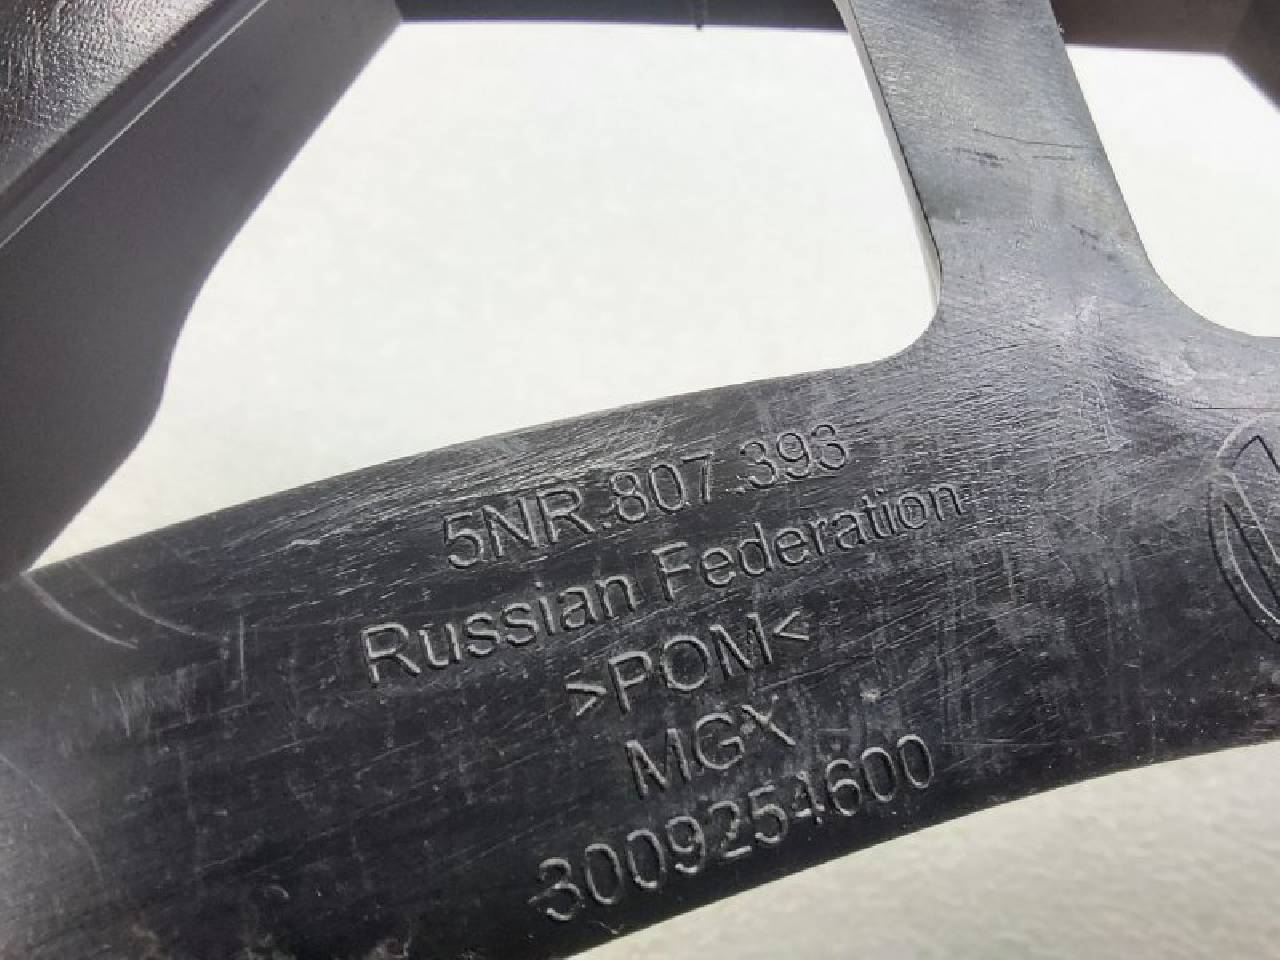 5NR.807.393
Russian Federation
>POM<
MGX
3009254600